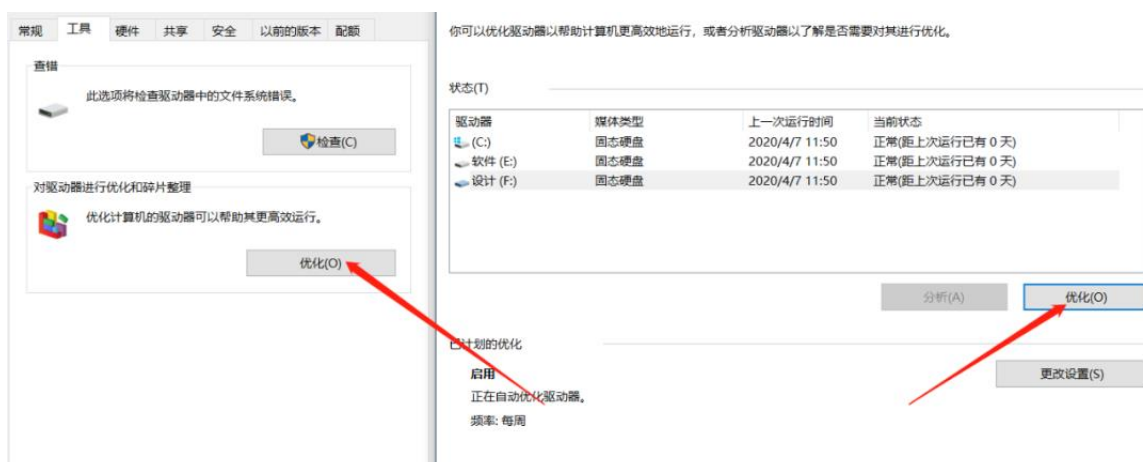 常规 工具 硬件 共享 安全 以前的版本 配额
查错
此选项将检查驱动器中的文件系统错误。
检查(C)
对驱动器进行优化和碎片整理
优化计算机的驱动器可以帮助其更高效运行。
优化(O)
你可以优化驱动器以帮助计算机更高效地运行，或者分析驱动器以了解是否需要对其进行优化。
状态(T)
驱动器 媒体类型 上一次运行时间 当前状态
(C:) 固态硬盘 2020/4/7 11:50 正常(距上次运行已有 0 天)
软件 (E:) 固态硬盘 2020/4/7 11:50 正常(距上次运行已有 0 天)
设计 (F:) 固态硬盘 2020/4/7 11:50 正常(距上次运行已有 0 天)
分析(A) 优化(O)
已计划的优化
启用 更改设置(S)
正在自动优化驱动器。
频率: 每周